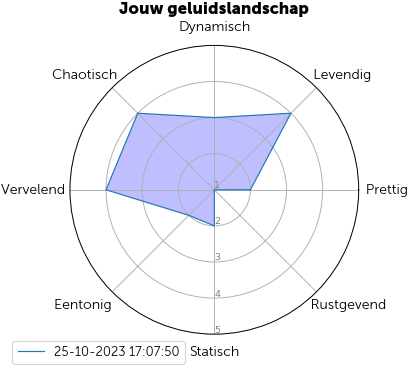 Jouw geluidslandschap
Dynamisch
Chaotisch
Levendig
Vervelend
1
Prettig
2
3
Eentonig
4
Rustgevend
5
25-10-2023 17:07:50
Statisch